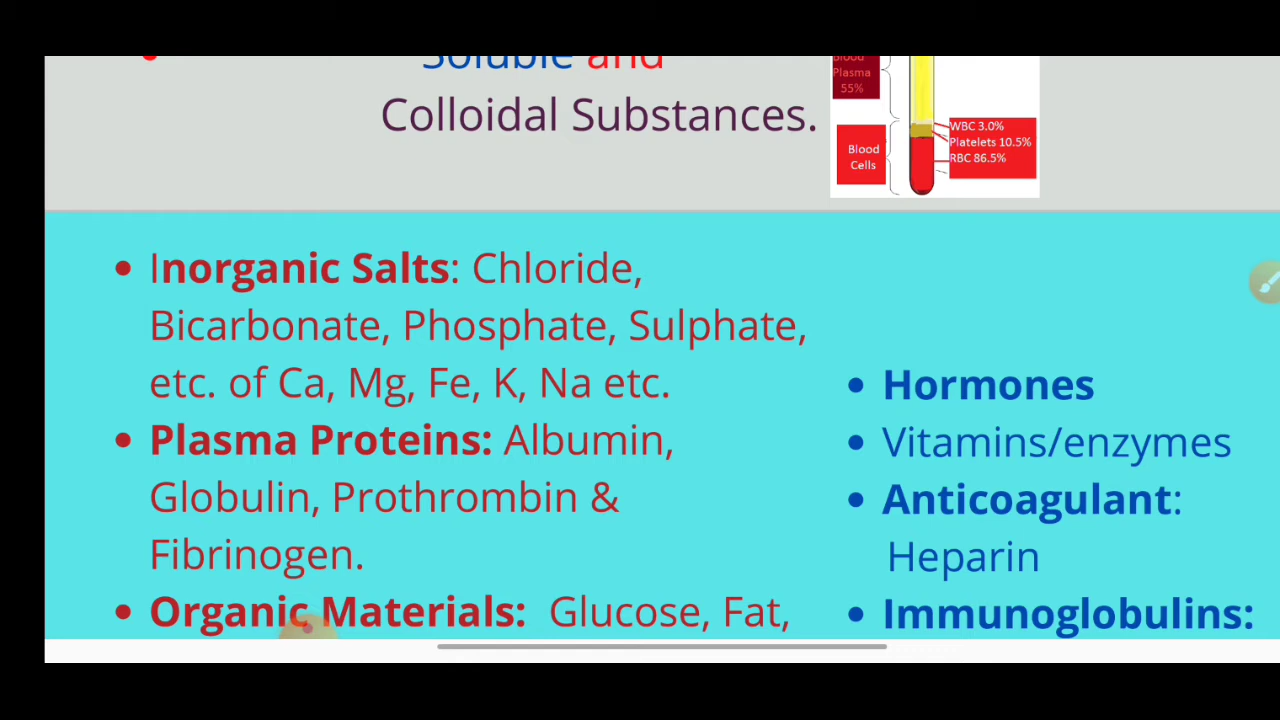 Soluble and
Colloidal Substances.
Blood
Plasma
55%
Blood
Cells
WBC 3.0%
Platelets 10.5%
RBC 86.5%
Inorganic Salts: Chloride,
Bicarbonate, Phosphate, Sulphate,
etc. of Ca, Mg, Fe, K, Na etc.
Plasma Proteins: Albumin,
Globulin, Prothrombin &
Fibrinogen.
Organic Materials: Glucose, Fat,
Hormones
Vitamins/enzymes
Anticoagulant:
Heparin
Immunoglobulins: